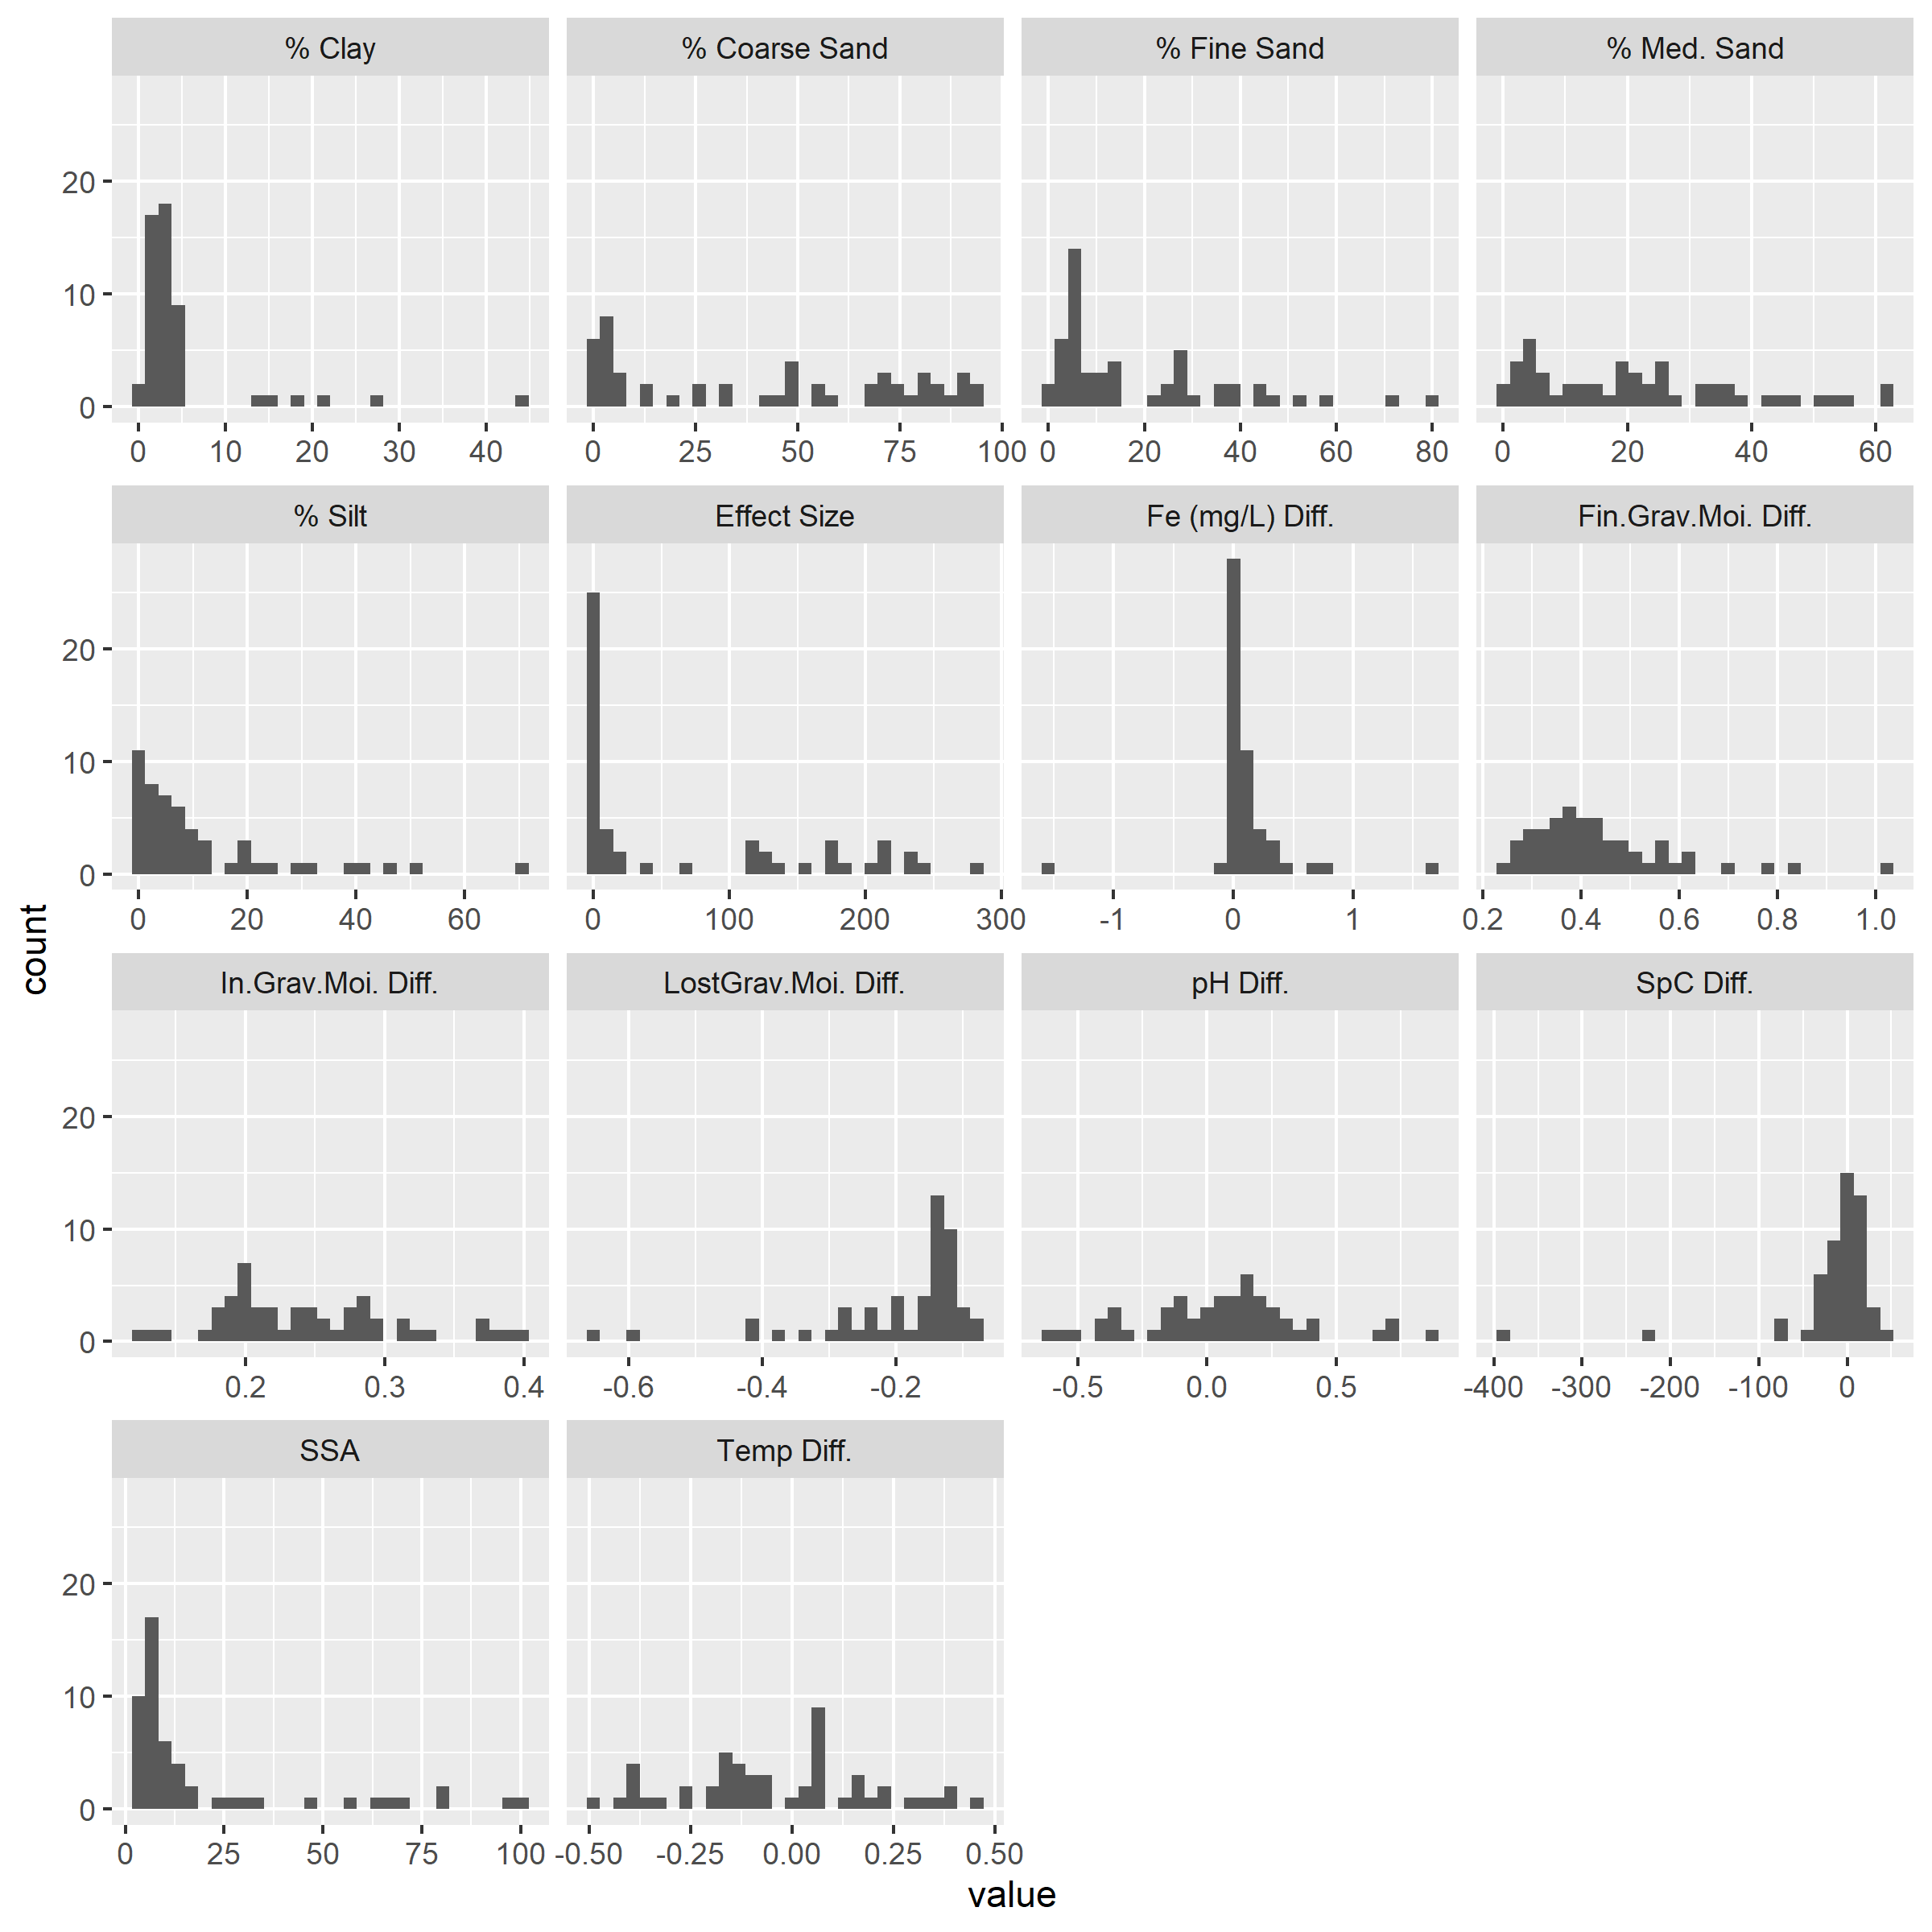 % Clay % Coarse Sand % Fine Sand % Med. Sand
20
10
0
0 10 20 30 40 0 25 50 75 100 0 20 40 60 80 0 20 40 60
% Silt Effect Size Fe (mg/L) Diff. Fin.Grav.Moi. Diff.
20
10
0
0 20 40 60 0 100 200 300 -1 0 1 0.2 0.4 0.6 0.8 1.0
count
In.Grav.Moi. Diff. LostGrav.Moi. Diff. pH Diff. SpC Diff.
20
10
0
0.2 0.3 0.4 -0.6 -0.4 -0.2 -0.5 0.0 0.5 -400 -300 -200 -100 0
SSA Temp Diff.
20
10
0
0 25 50 75 100 -0.50 -0.25 0.00 0.25 0.50
value